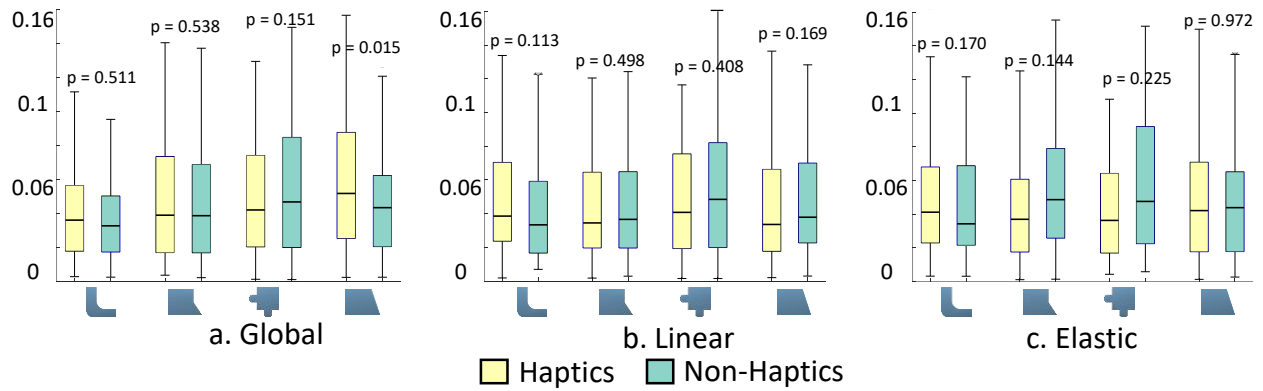 0.16
0.1
0.06
0
p = 0.511
p = 0.538
p = 0.151
p = 0.015
a. Global
0.16
0.1
0.06
0
p = 0.113
p = 0.498
p = 0.408
p = 0.169
b. Linear
0.16
0.1
0.06
0
p = 0.170
p = 0.144
p = 0.225
p = 0.972
c. Elastic
Haptics
Non-Haptics